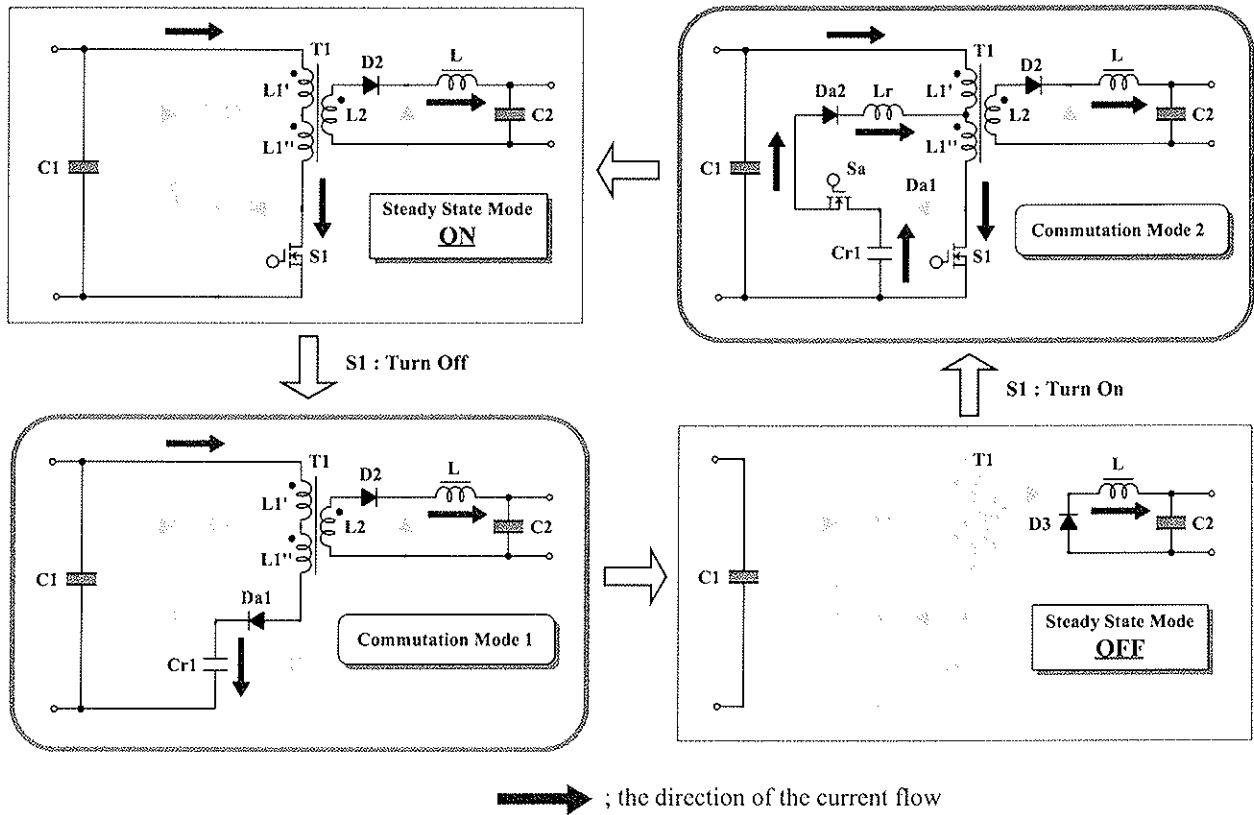 T1
D2
L
L1'
L2
C2
L1"
C1
S1
Steady State Mode
ON
T1
D2
L
Da2
Lr
L1'
L2
C2
L1"
C1
Sa
Da1
Cr1
S1
Commutation Mode 2
S1 : Turn Off
S1 : Turn On
T1
D2
L
L1'
L2
C2
L1"
C1
Da1
Cr1
Commutation Mode 1
T1
L
D3
C2
C1
Steady State Mode
OFF
; the direction of the current flow